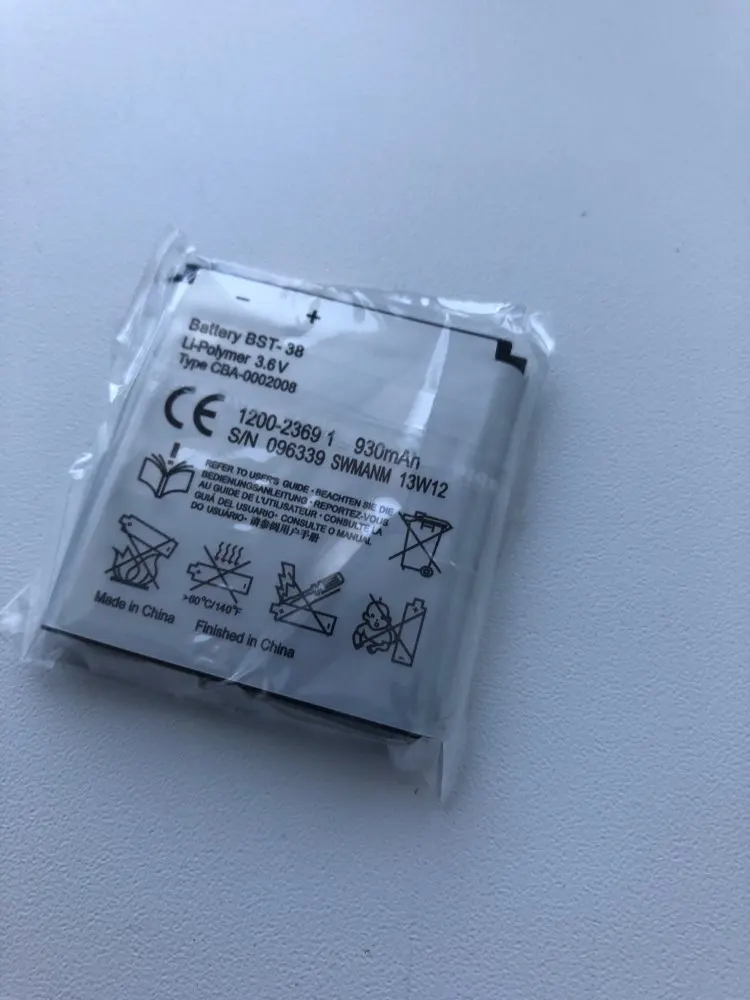 - +
Battery BST-38
Li-Polymer 3.6V
Type CBA-0002008
CE 1200-2369 1 930mAh
S/N 096339 SWMANM 13W12
REFER TO USER'S GUIDE · BEACHTEN SIE DIE
BEDIENUNGSANLEITUNG · REPORTEZ-VOUS
AU GUIDE DE L'UTILISATEUR · CONSULTE LA
GUIÁ DEL USUARIO · CONSULTE O MANUAL
DO USUÁRIO · 请参阅用户手册
>60°C/140°F
Made in China
Finished in China